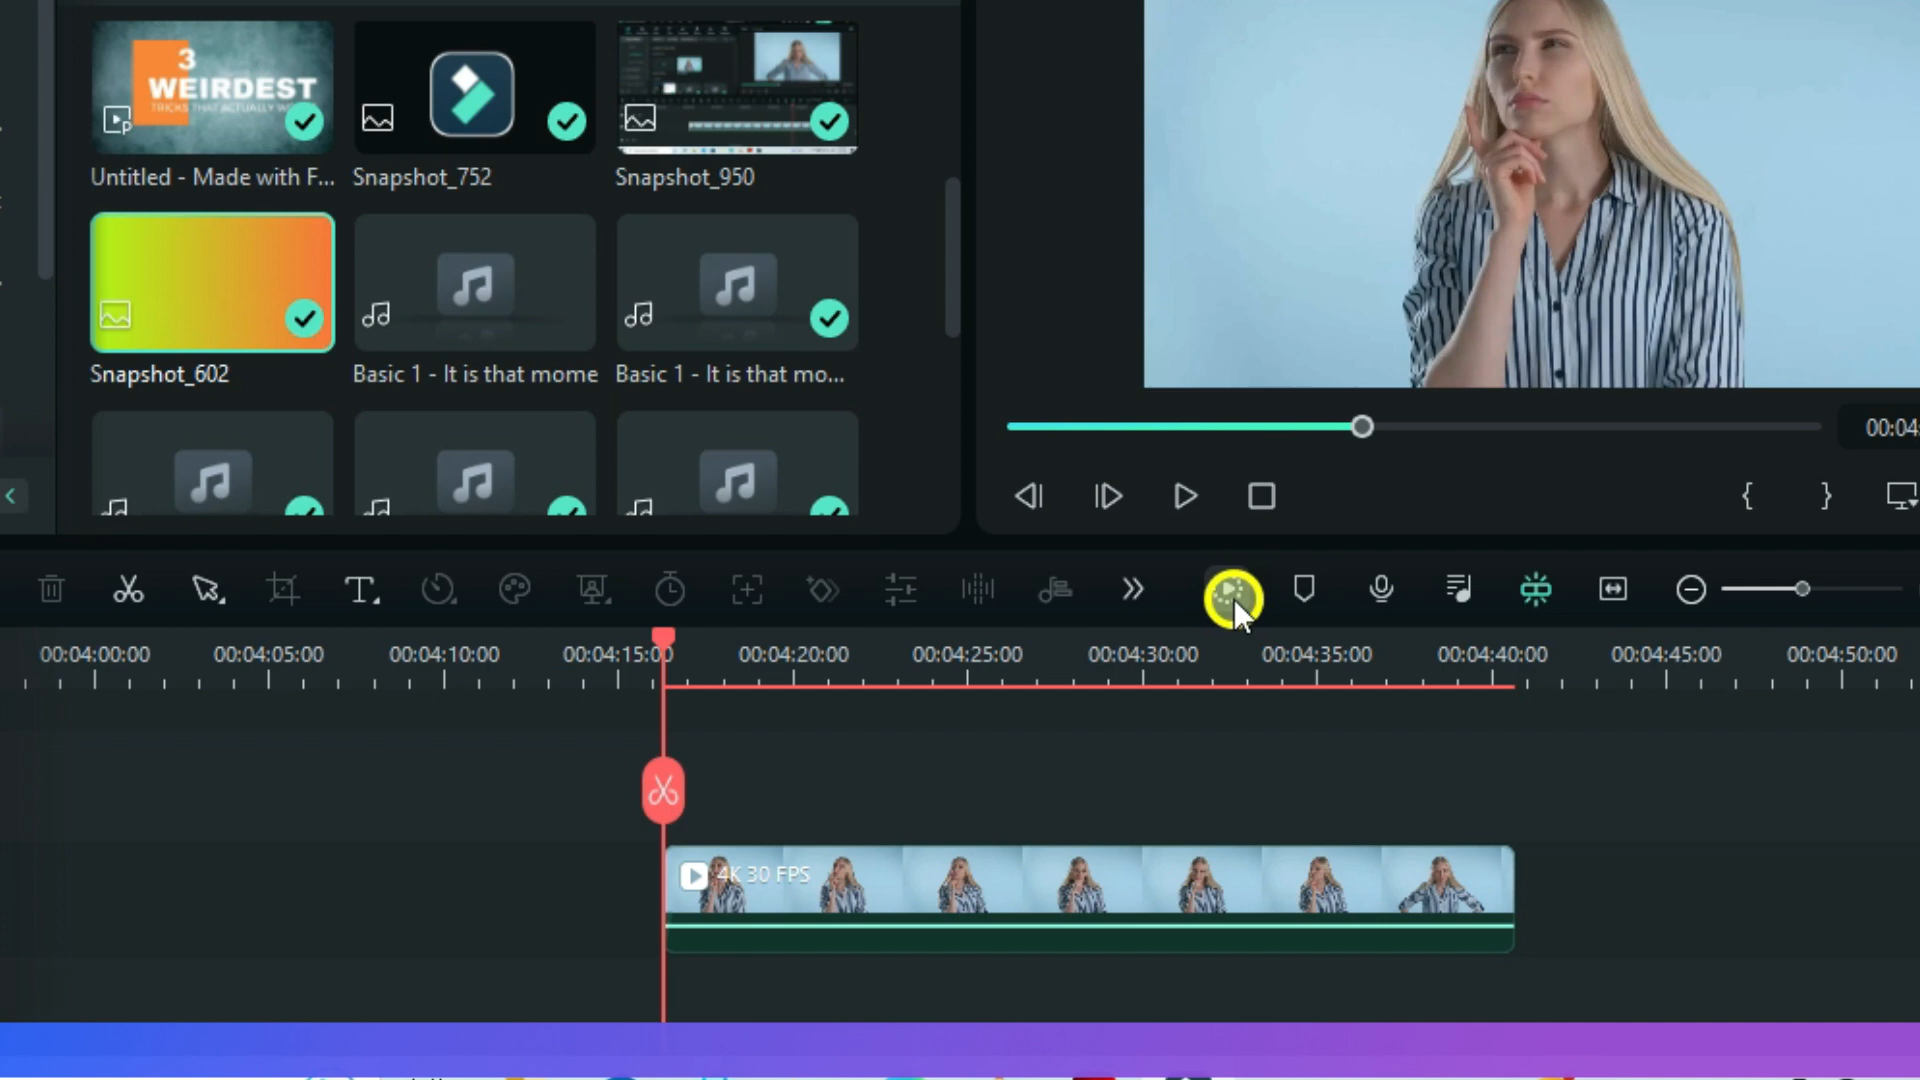 3
WEIRDEST
TRICKS THAT ACTUALLY
Untitled - Made with F...
Snapshot_752
Snapshot_950
Snapshot_602
Basic 1 - It is that mome
Basic 1 - It is that mo...
00:04:
00:04:00:00
00:04:05:00
00:04:10:00
00:04:15:00
00:04:20:00
00:04:25:00
00:04:30:00
00:04:35:00
00:04:40:00
00:04:45:00
00:04:50:00
4K 30 FPS